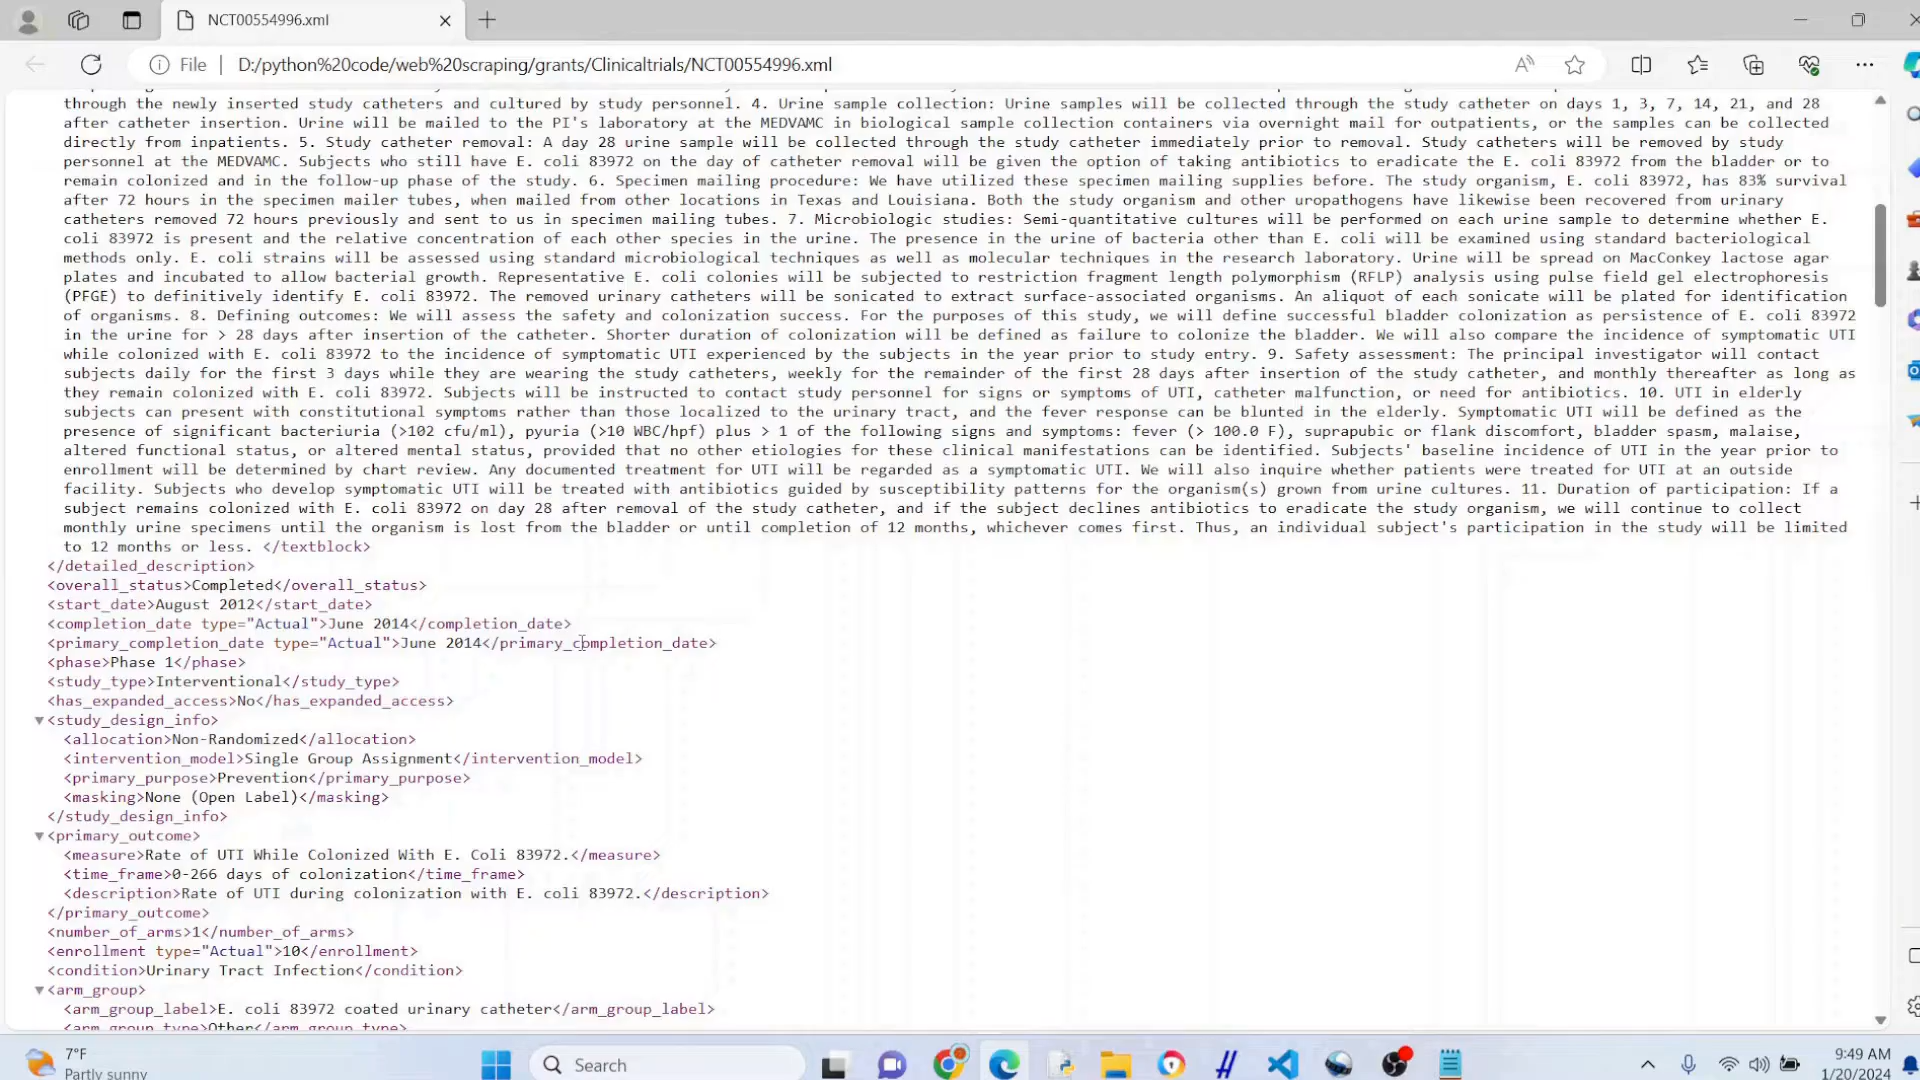 NCT00554996.xml
File
D:/python%20code/web%20scraping/grants/Clinicaltrials/NCT00554996.xml
through the newly inserted study catheters and cultured by study personnel. 4. Urine sample collection: Urine samples will be collected through the study catheter on days 1, 3, 7, 14, 21, and 28
after catheter insertion. Urine will be mailed to the PI's laboratory at the MEDVAMC in biological sample collection containers via overnight mail for outpatients, or the samples can be collected
directly from inpatients. 5. Study catheter removal: A day 28 urine sample will be collected through the study catheter immediately prior to removal. Study catheters will be removed by study
personnel at the MEDVAMC. Subjects who still have E. coli 83972 on the day of catheter removal will be given the option of taking antibiotics to eradicate the E. coli 83972 from the bladder or to
remain colonized and in the follow-up phase of the study. 6. Specimen mailing procedure: We have utilized these specimen mailing supplies before. The study organism, E. coli 83972, has 83% survival
after 72 hours in the specimen mailer tubes, when mailed from other locations in Texas and Louisiana. Both the study organism and other uropathogens have likewise been recovered from urinary
catheters removed 72 hours previously and sent to us in specimen mailing tubes. 7. Microbiologic studies: Semi-quantitative cultures will be performed on each urine sample to determine whether E.
coli 83972 is present and the relative concentration of each other species in the urine. The presence in the urine of bacteria other than E. coli will be examined using standard bacteriological
methods only. E. coli strains will be assessed using standard microbiological techniques as well as molecular techniques in the research laboratory. Urine will be spread on MacConkey lactose agar
plates and incubated to allow bacterial growth. Representative E. coli colonies will be subjected to restriction fragment length polymorphism (RFLP) analysis using pulse field gel electrophoresis
(PFGE) to definitively identify E. coli 83972. The removed urinary catheters will be sonicated to extract surface-associated organisms. An aliquot of each sonicate will be plated for identification
of organisms. 8. Defining outcomes: We will assess the safety and colonization success. For the purposes of this study, we will define successful bladder colonization as persistence of E. coli 83972
in the urine for > 28 days after insertion of the catheter. Shorter duration of colonization will be defined as failure to colonize the bladder. We will also compare the incidence of symptomatic UTI
while colonized with E. coli 83972 to the incidence of symptomatic UTI experienced by the subjects in the year prior to study entry. 9. Safety assessment: The principal investigator will contact
subjects daily for the first 3 days while they are wearing the study catheters, weekly for the remainder of the first 28 days after insertion of the study catheter, and monthly thereafter as long as
they remain colonized with E. coli 83972. Subjects will be instructed to contact study personnel for signs or symptoms of UTI, catheter malfunction, or need for antibiotics. 10. UTI in elderly
subjects can present with constitutional symptoms rather than those localized to the urinary tract, and the fever response can be blunted in the elderly. Symptomatic UTI will be defined as the
presence of significant bacteriuria (>102 cfu/ml), pyuria (>10 WBC/hpf) plus > 1 of the following signs and symptoms: fever (> 100.0 F), suprapubic or flank discomfort, bladder spasm, malaise,
altered functional status, or altered mental status, provided that no other etiologies for these clinical manifestations can be identified. Subjects' baseline incidence of UTI in the year prior to
enrollment will be determined by chart review. Any documented treatment for UTI will be regarded as a symptomatic UTI. We will also inquire whether patients were treated for UTI at an outside
facility. Subjects who develop symptomatic UTI will be treated with antibiotics guided by susceptibility patterns for the organism(s) grown from urine cultures. 11. Duration of participation: If a
subject remains colonized with E. coli 83972 on day 28 after removal of the study catheter, and if the subject declines antibiotics to eradicate the study organism, we will continue to collect
monthly urine specimens until the organism is lost from the bladder or until completion of 12 months, whichever comes first. Thus, an individual subject's participation in the study will be limited
to 12 months or less. </textblock>
</detailed_description>
<overall_status>Completed</overall_status>
<start_date>August 2012</start_date>
<completion_date type="Actual">June 2014</completion_date>
<primary_completion_date type="Actual">June 2014</primary_completion_date>
<phase>Phase 1</phase>
<study_type>Interventional</study_type>
<has_expanded_access>No</has_expanded_access>
<study_design_info>
<allocation>Non-Randomized</allocation>
<intervention_model>Single Group Assignment</intervention_model>
<primary_purpose>Prevention</primary_purpose>
<masking>None (Open Label)</masking>
</study_design_info>
<primary_outcome>
<measure>Rate of UTI While Colonized With E. Coli 83972.</measure>
<time_frame>0-266 days of colonization</time_frame>
<description>Rate of UTI during colonization with E. coli 83972.</description>
</primary_outcome>
<number_of_arms>1</number_of_arms>
<enrollment type="Actual">10</enrollment>
<condition>Urinary Tract Infection</condition>
<arm_group>
<arm_group_label>E. coli 83972 coated urinary catheter</arm_group_label>
<arm_group_type>Other</arm_group_type>
7°F
Partly sunny
Search
9:49 AM
1/20/2024